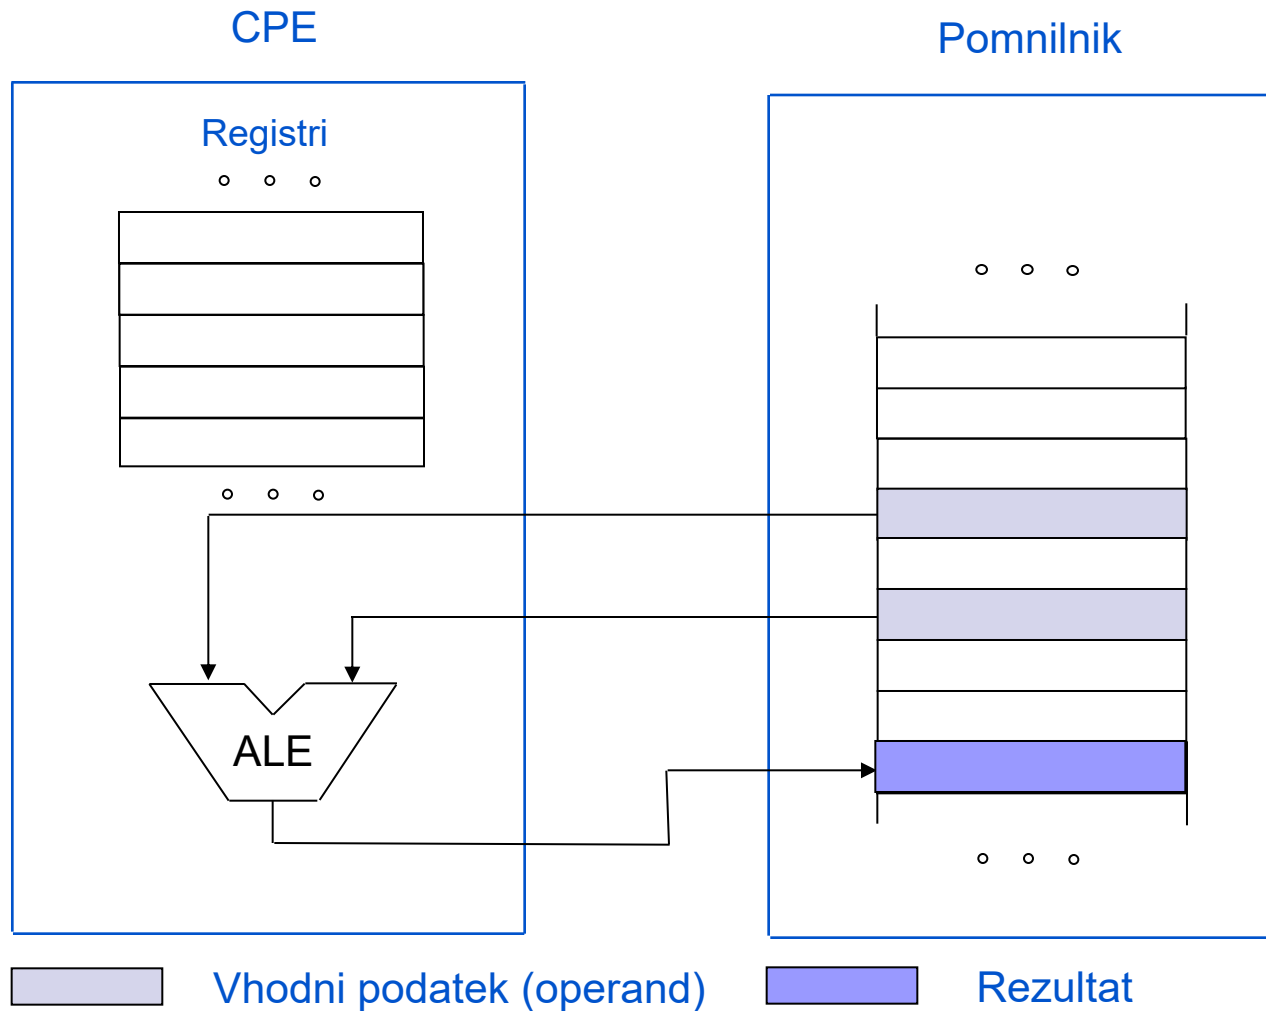 CPE
Pomnilnik
Registri
ALE
Vhodni podatek (operand)
Rezultat